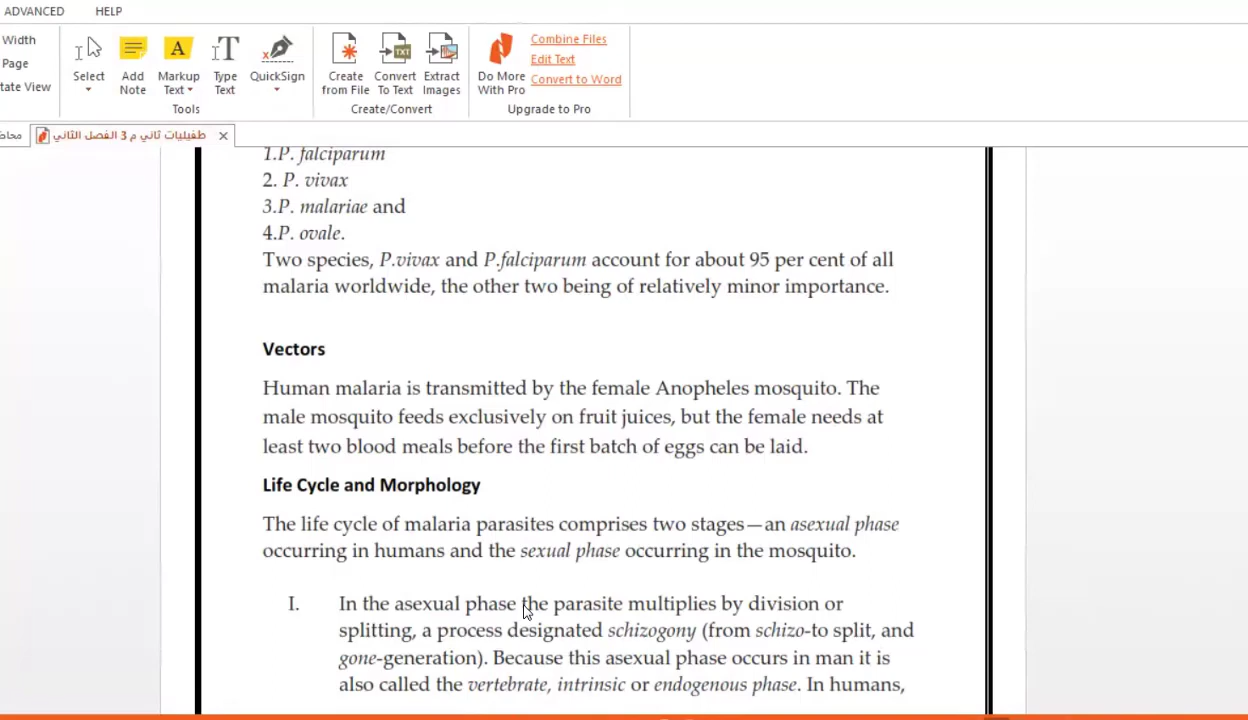 ADVANCED HELP
Width
Page
tate View
Select
Add Note
Markup Text
Type Text
QuickSign
Tools
Create from File
Convert To Text
Extract Images
Create/Convert
Do More With Pro
Combine Files
Edit Text
Convert to Word
Upgrade to Pro
محاض
طفيليات ثاني م 3 الفصل الثاني
1.P. falciparum
2. P. vivax
3.P. malariae and
4.P. ovale.
Two species, P.vivax and P.falciparum account for about 95 per cent of all
malaria worldwide, the other two being of relatively minor importance.
Vectors
Human malaria is transmitted by the female Anopheles mosquito. The
male mosquito feeds exclusively on fruit juices, but the female needs at
least two blood meals before the first batch of eggs can be laid.
Life Cycle and Morphology
The life cycle of malaria parasites comprises two stages—an asexual phase
occurring in humans and the sexual phase occurring in the mosquito.
I. In the asexual phase the parasite multiplies by division or
splitting, a process designated schizogony (from schizo-to split, and
gone-generation). Because this asexual phase occurs in man it is
also called the vertebrate, intrinsic or endogenous phase. In humans,